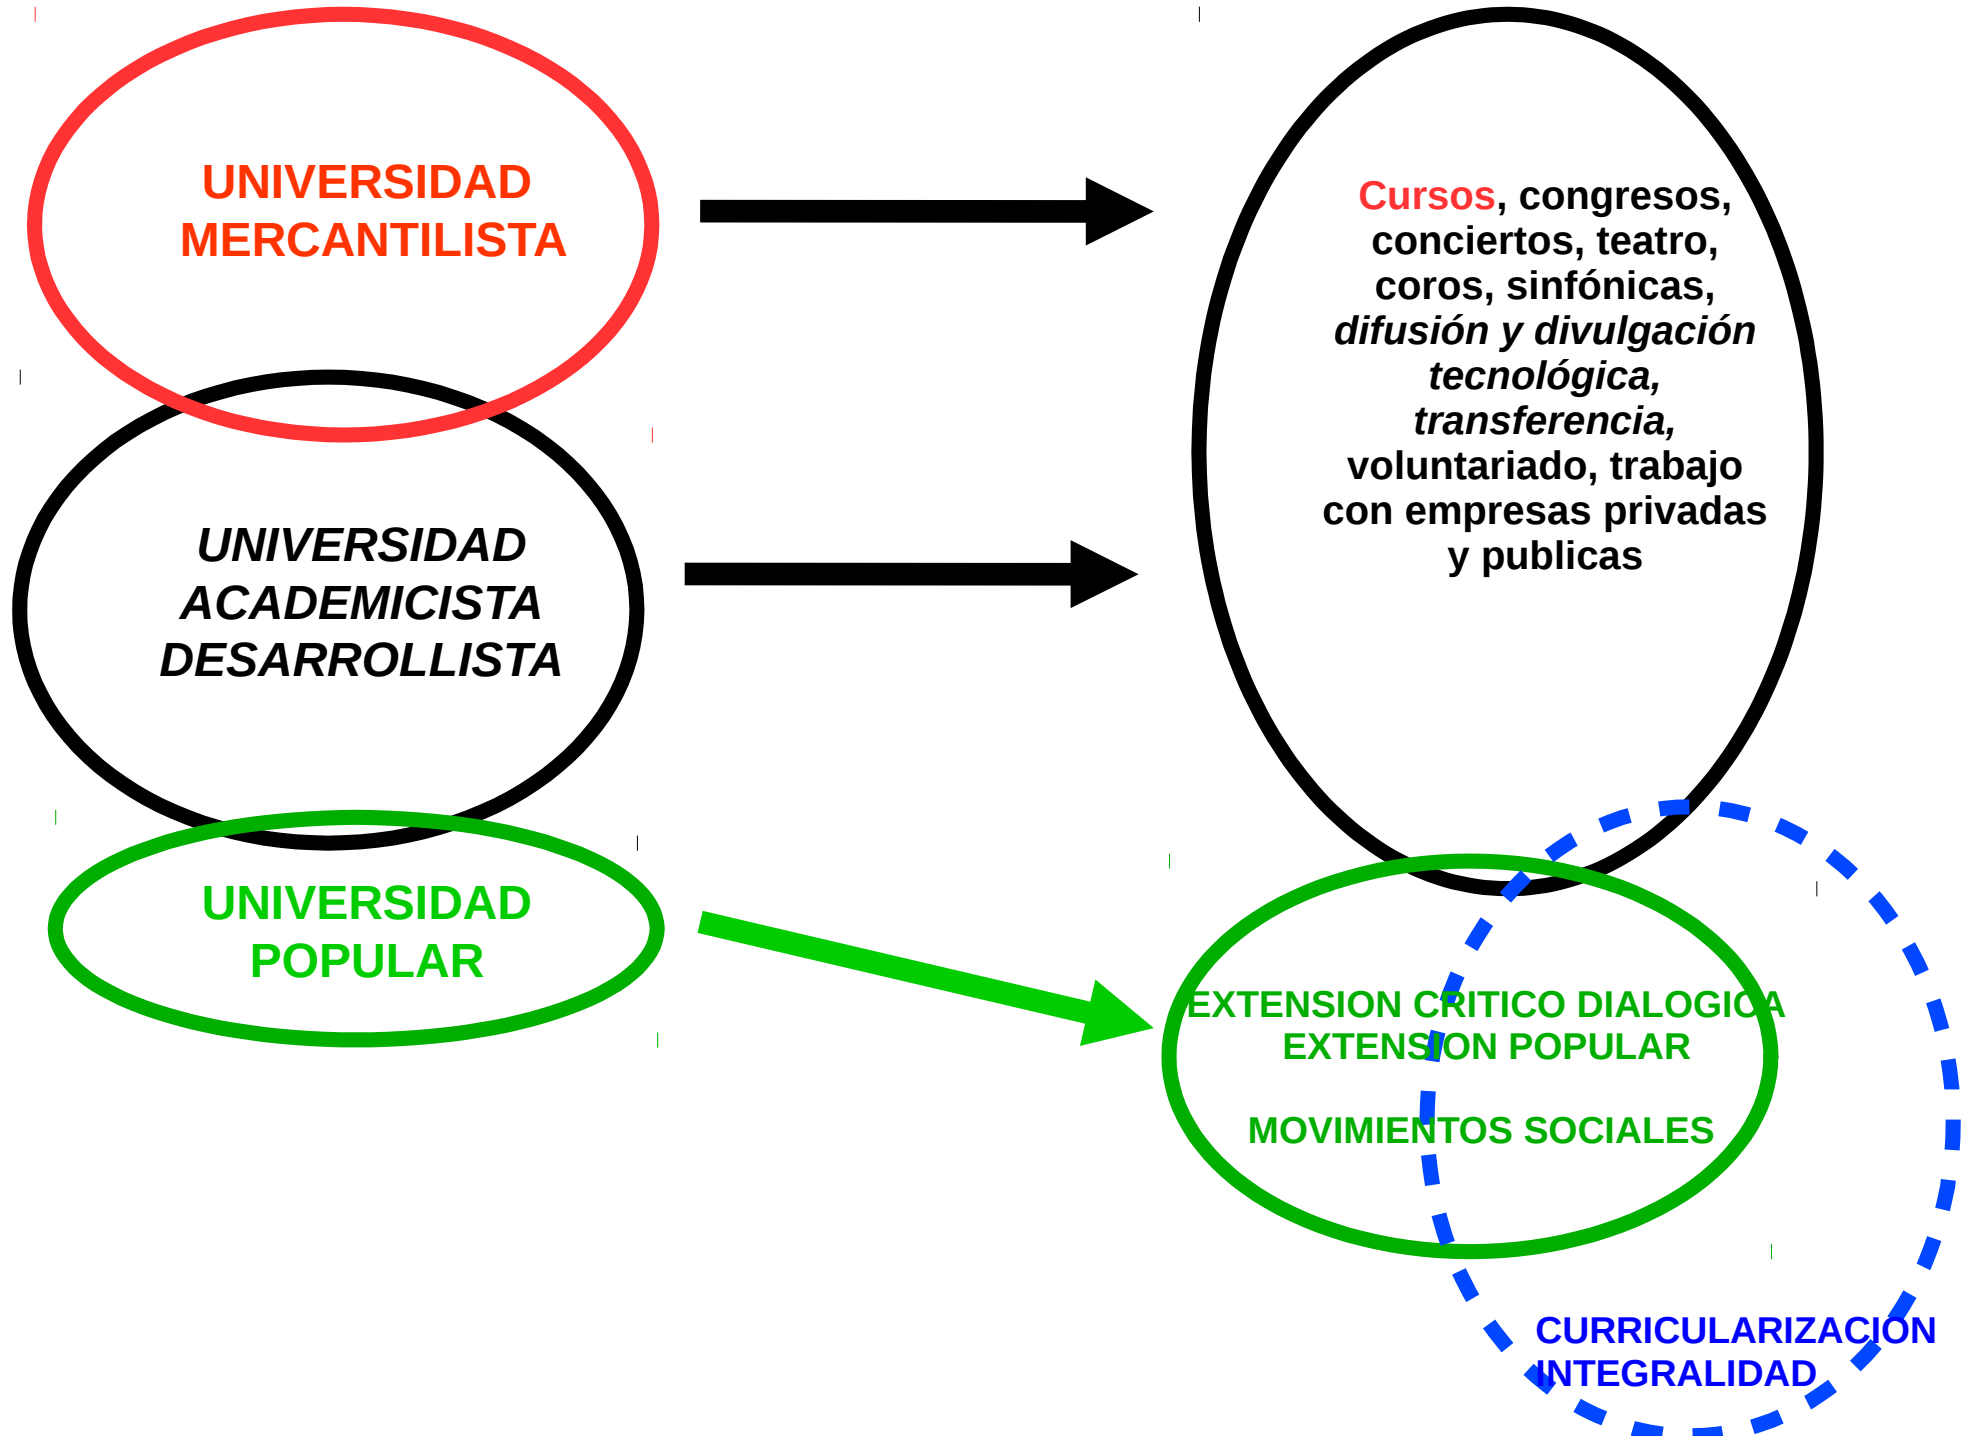 UNIVERSIDAD
MERCANTILISTA
UNIVERSIDAD
ACADEMICISTA
DESARROLLISTA
UNIVERSIDAD
POPULAR
Cursos, congresos,
conciertos, teatro,
coros, sinfónicas,
difusión y divulgación
tecnológica,
transferencia,
voluntariado, trabajo
con empresas privadas
y publicas
EXTENSION CRITICO DIALOGICA
EXTENSION POPULAR
MOVIMIENTOS SOCIALES
CURRICULARIZACION
INTEGRALIDAD